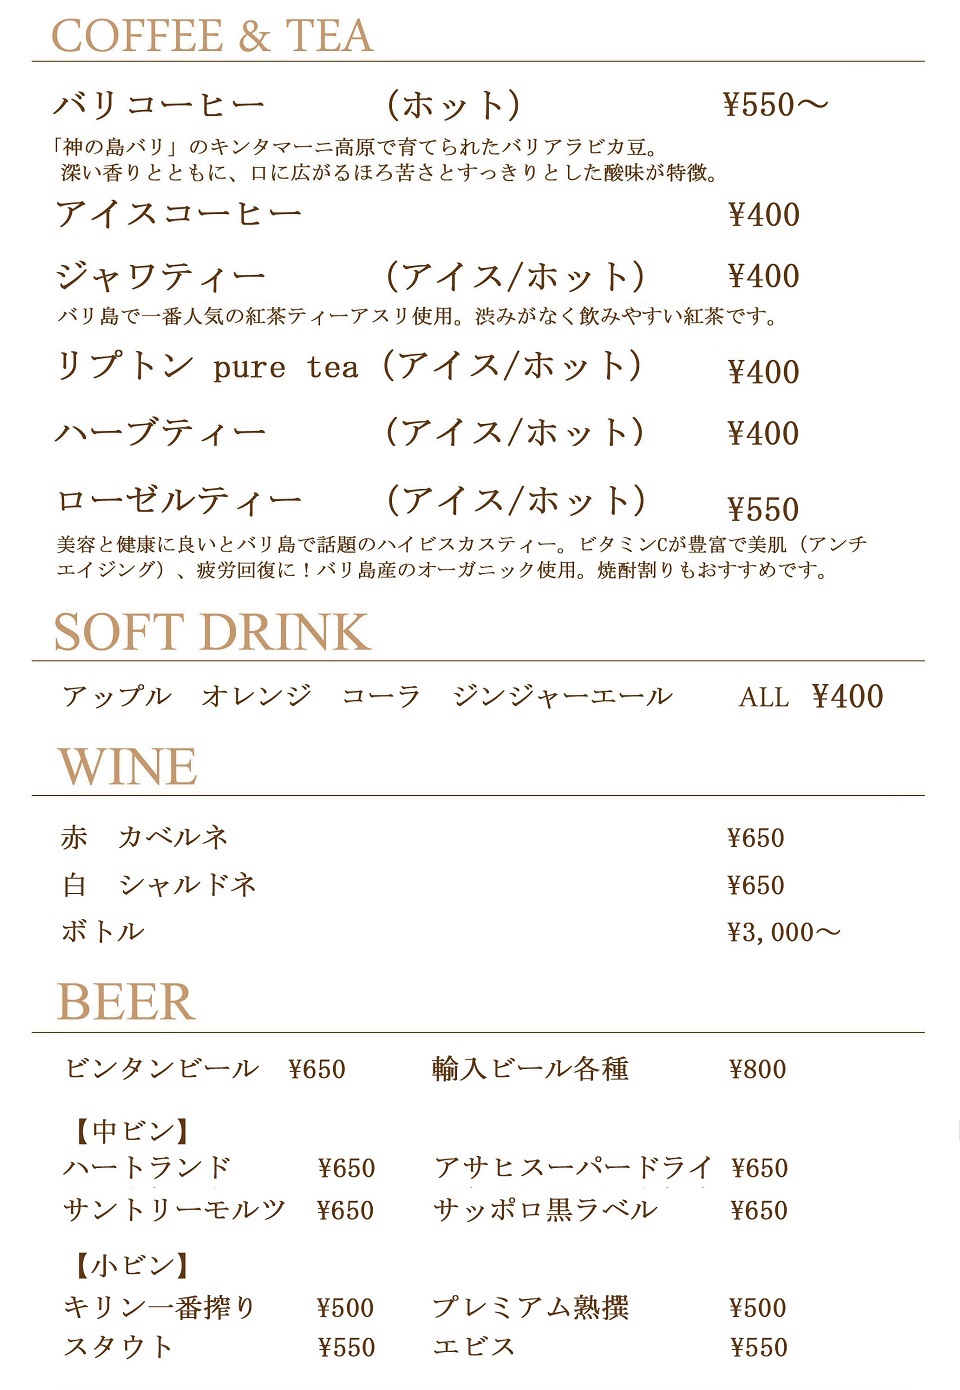 COFFEE & TEA
バリコーヒー （ホット） ¥550～
「神の島バリ」のキンタマーニ高原で育てられたバリアラビカ豆。
深い香りとともに、口に広がるほろ苦さとすっきりとした酸味が特徴。
アイスコーヒー ¥400
ジャワティー （アイス/ホット） ¥400
バリ島で一番人気の紅茶ティーアスリ使用。渋みがなく飲みやすい紅茶です。
リプトン pure tea（アイス/ホット） ¥400
ハーブティー （アイス/ホット） ¥400
ローゼルティー （アイス/ホット） ¥550
美容と健康に良いとバリ島で話題のハイビスカスティー。ビタミンCが豊富で美肌（アンチ
エイジング）、疲労回復に！バリ島産のオーガニック使用。焼酎割りもおすすめです。
SOFT DRINK
アップル オレンジ コーラ ジンジャーエール ALL ¥400
WINE
赤 カベルネ ¥650
白 シャルドネ ¥650
ボトル ¥3,000～
BEER
ビンタンビール ¥650 輸入ビール各種 ¥800
【中ビン】
ハートランド ¥650 アサヒスーパードライ ¥650
サントリーモルツ ¥650 サッポロ黒ラベル ¥650
【小ビン】
キリン一番搾り ¥500 プレミアム熟撰 ¥500
スタウト ¥550 エビス ¥550